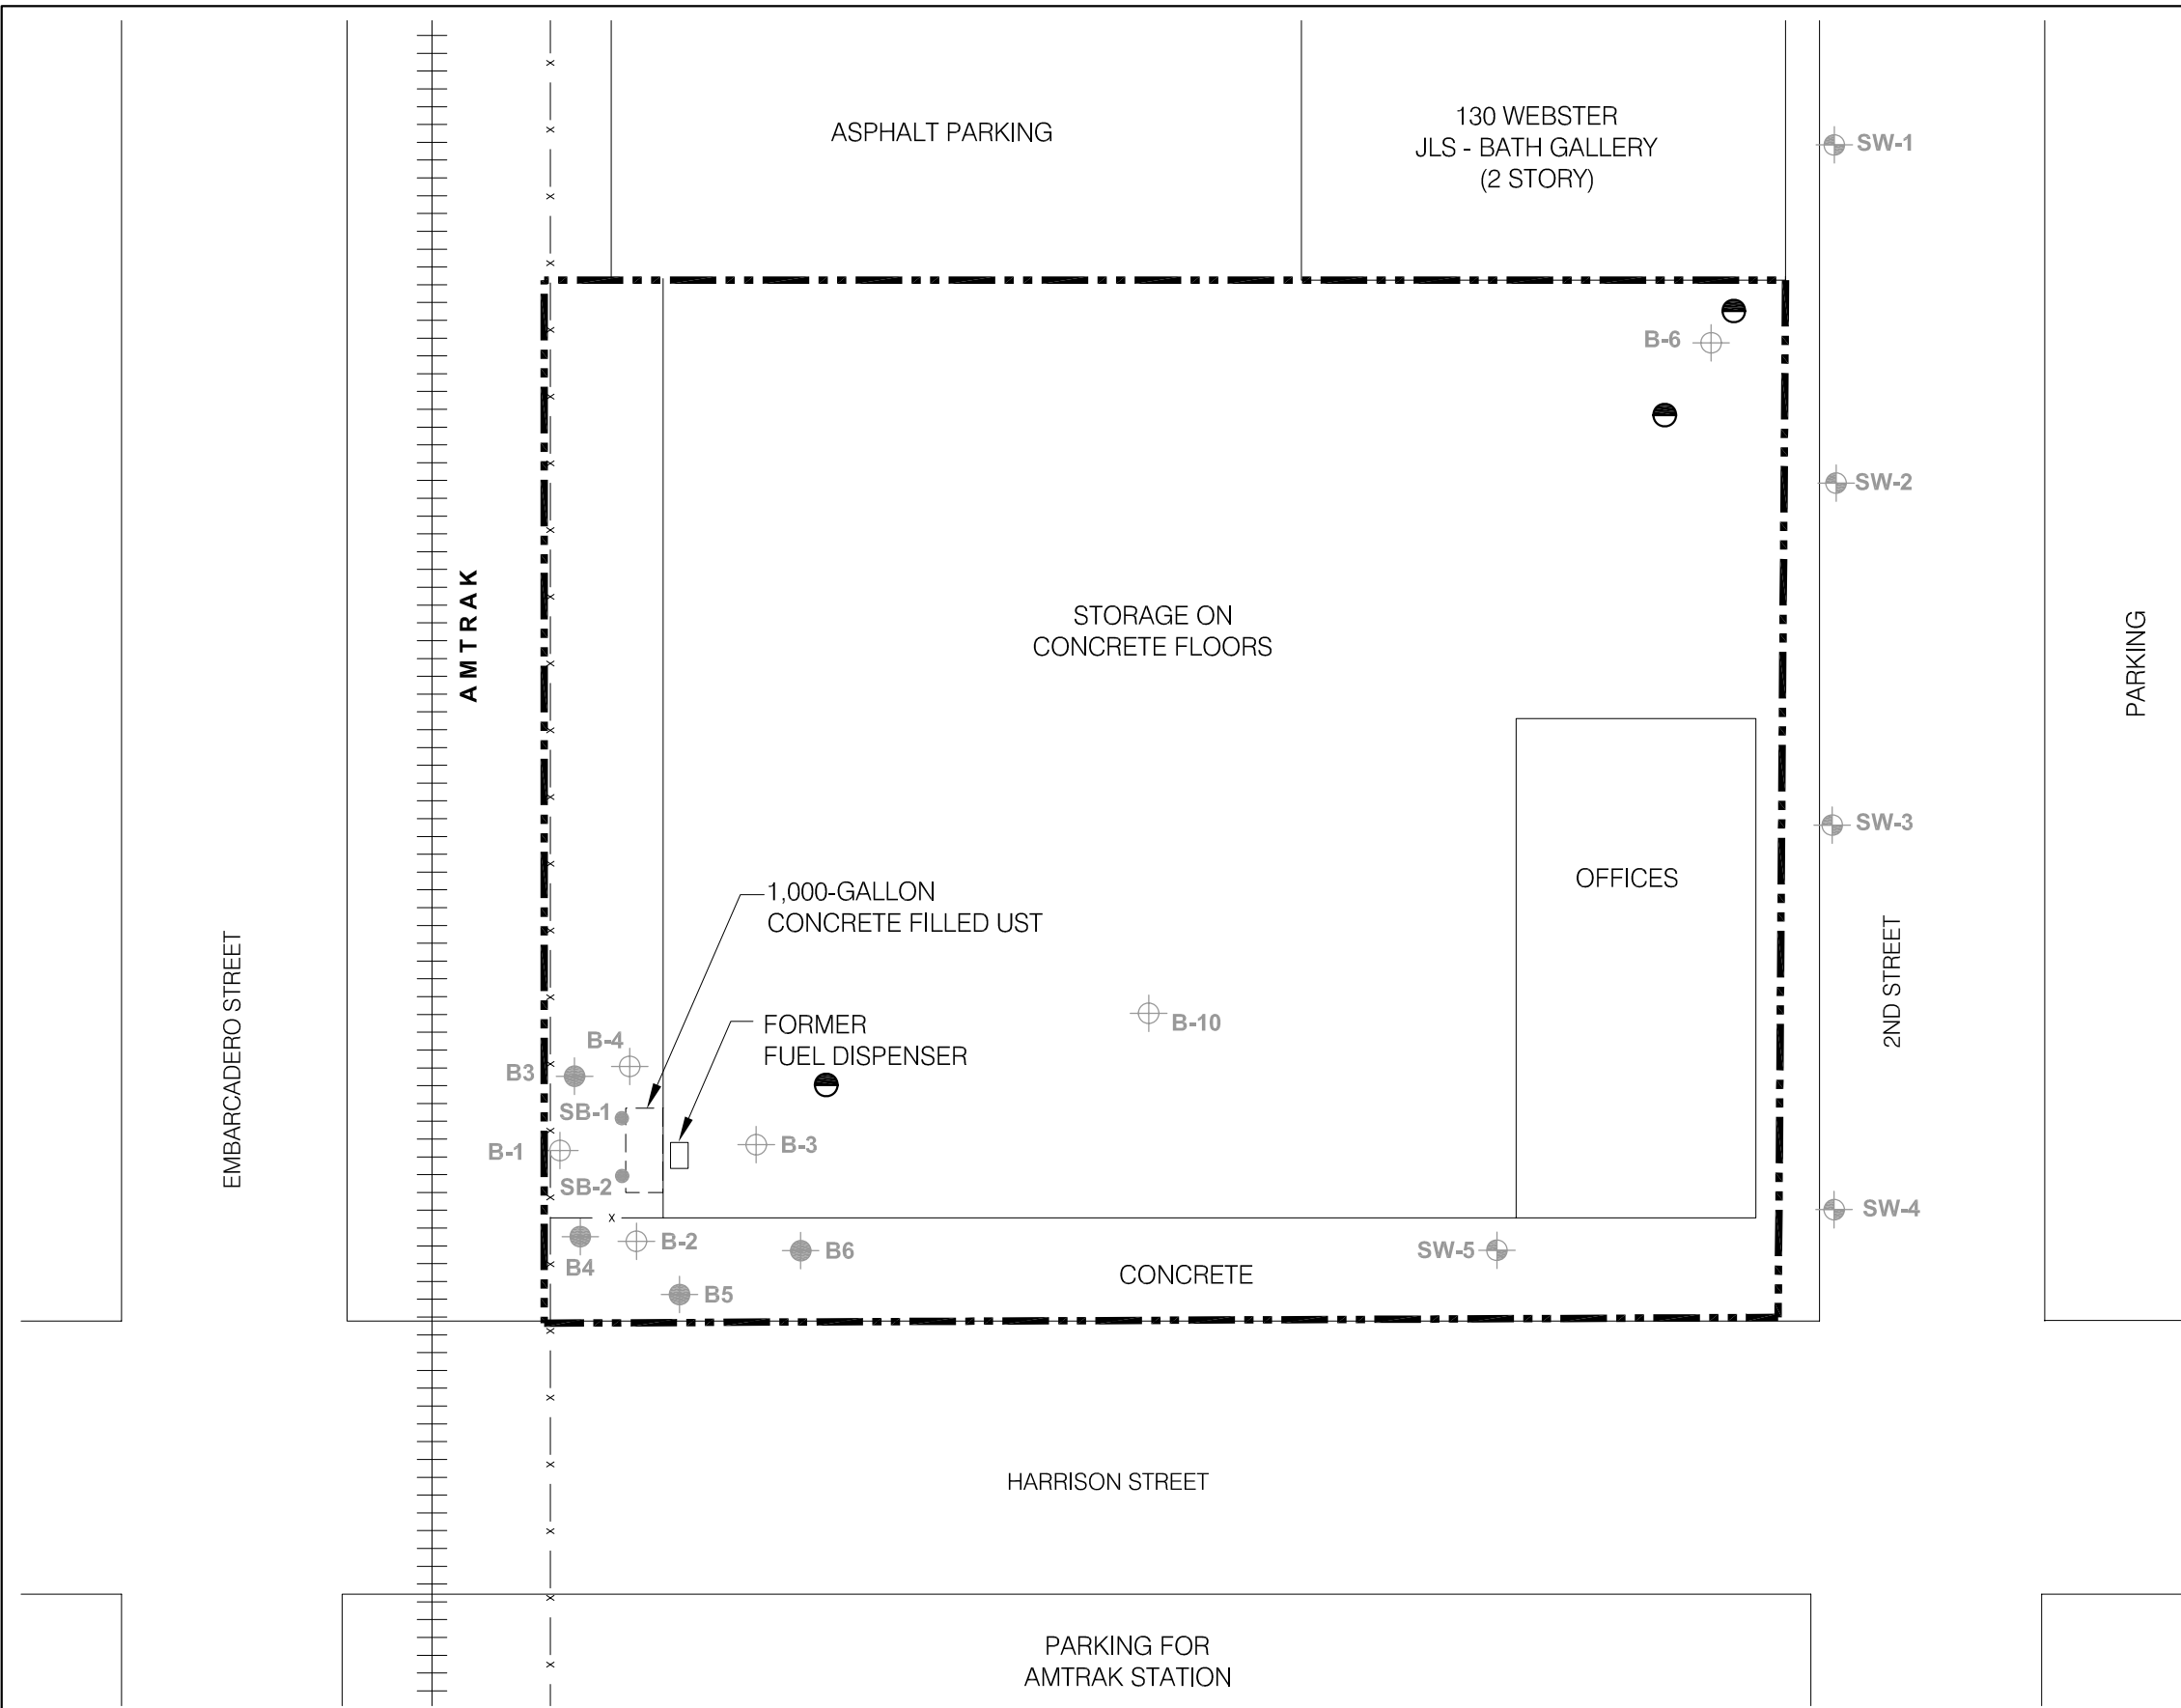 ASPHALT PARKING
130 WEBSTER
JLS - BATH GALLERY
(2 STORY)
SW-1
B-6
SW-2
AMTRAK
STORAGE ON
CONCRETE FLOORS
PARKING
SW-3
OFFICES
1,000-GALLON
CONCRETE FILLED UST
EMBARCADERO STREET
2ND STREET
FORMER
FUEL DISPENSER
B-10
B-4
B3
SB-1
B-1
B-3
SB-2
SW-4
B4
B-2
B6
SW-5
B5
CONCRETE
HARRISON STREET
PARKING FOR
AMTRAK STATION